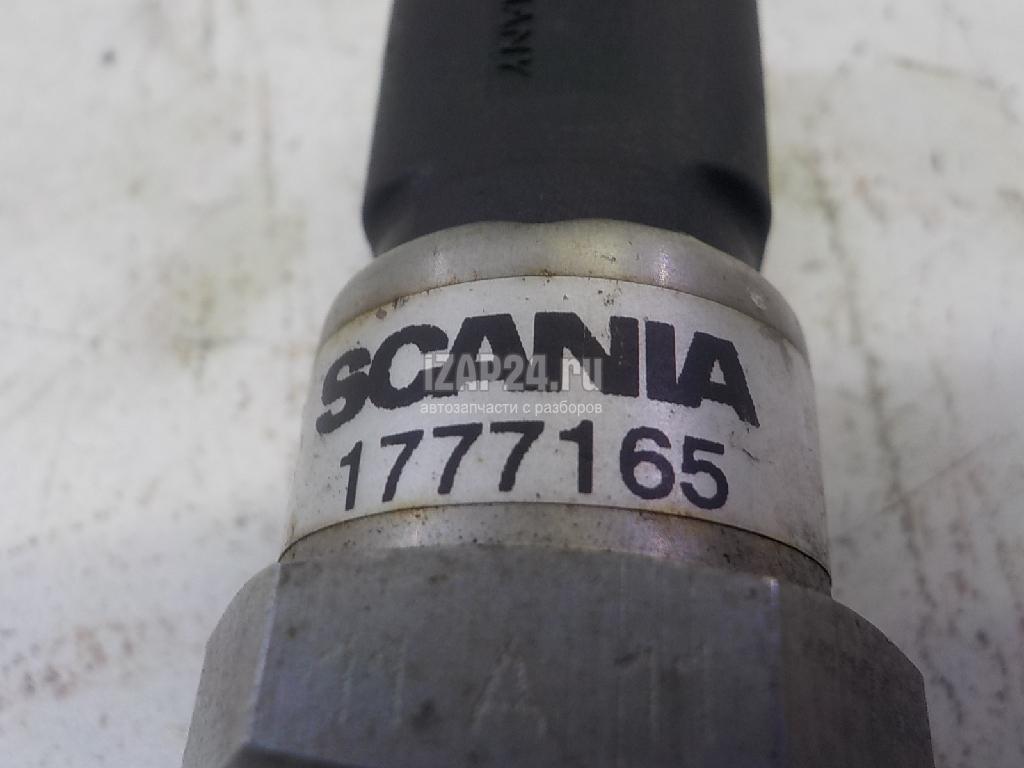 SCANIA
iZAP24.ru
автозапчасти с разборов
1777165